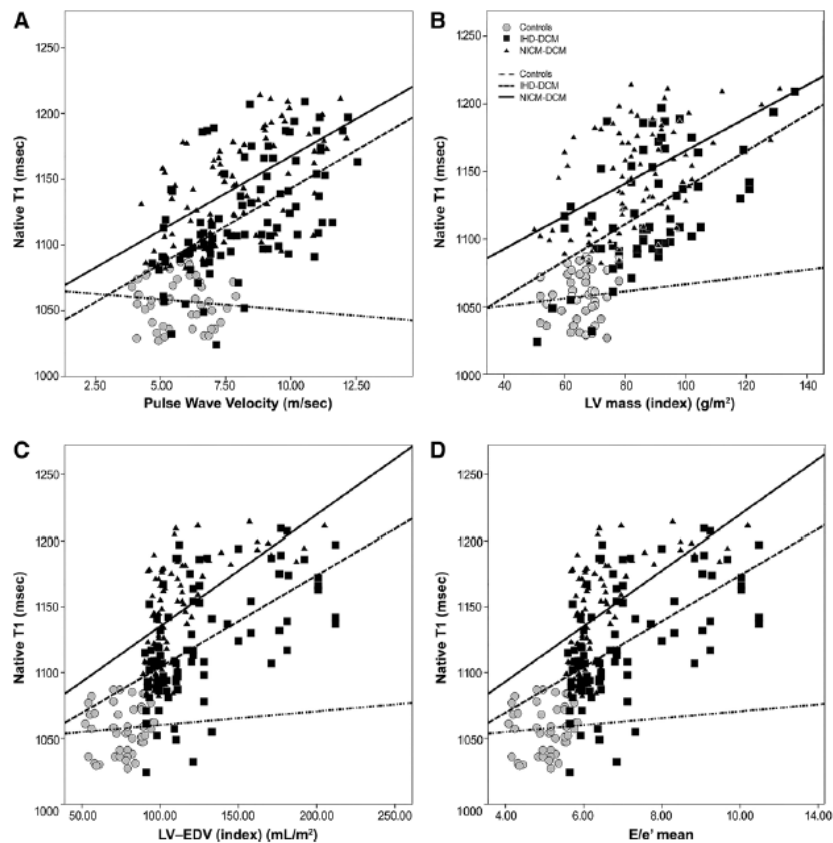 A
1250
1200
1150
1100
1050
1000
Native T1 (msec)
2.50 5.00 7.50 10.00 12.50
Pulse Wave Velocity (m/sec)
B
Controls
IHD-DCM
NICM-DCM
Controls
IHD-DCM
NICM-DCM
1250
1200
1150
1100
1050
1000
Native T1 (msec)
40 60 80 100 120 140
LV mass (index) (g/m²)
C
1250
1200
1150
1100
1050
1000
Native T1 (msec)
50.00 100.00 150.00 200.00 250.00
LV–EDV (index) (mL/m²)
D
1250
1200
1150
1100
1050
1000
Native T1 (msec)
4.00 6.00 8.00 10.00 12.00 14.00
E/e' mean